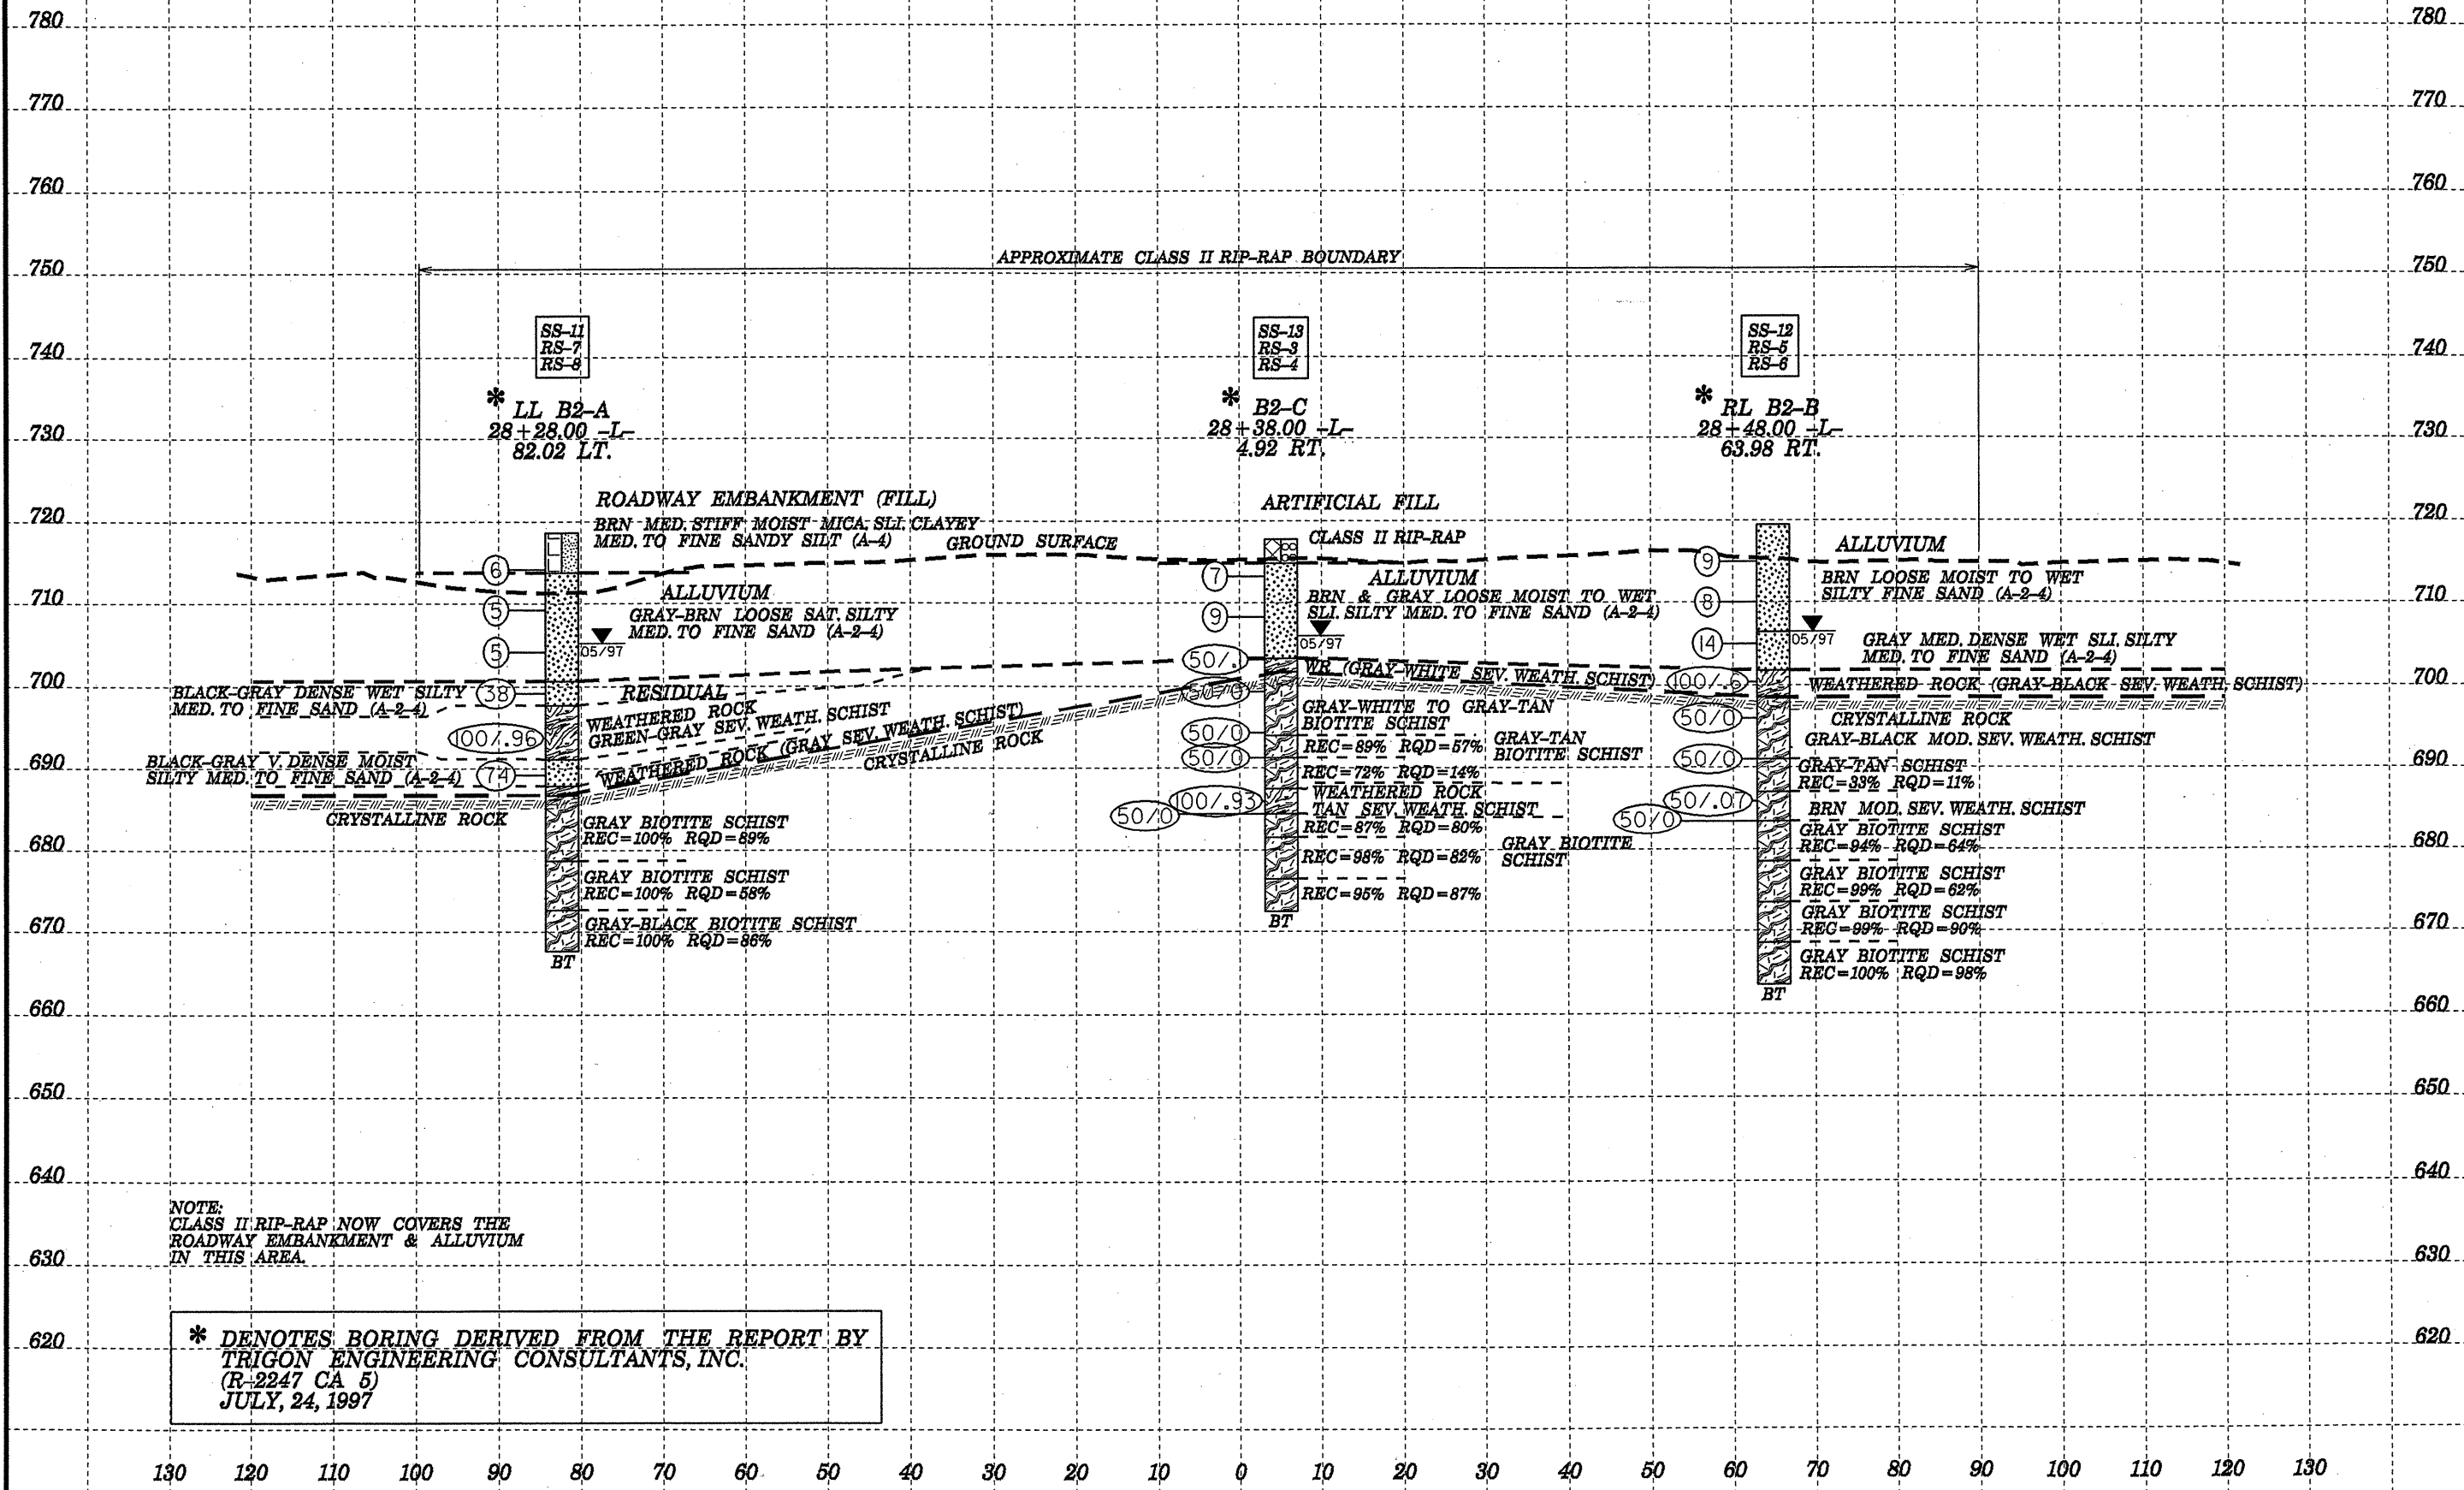 780 780
770 770
760 760
APPROXIMATE CLASS II RIP-RAP BOUNDARY
750 750
SS-11
RS-7
RS-8
SS-13
RS-3
RS-4
SS-12
RS-5
RS-6
740 740
* LL B2-A
28+28.00 -L-
82.02 LT.
* B2-C
28+38.00 -L-
4.92 RT.
* RL B2-B
28+48.00 -L-
63.98 RT.
730 730
720 720
ROADWAY EMBANKMENT (FILL)
BRN MED. STIFF MOIST MICA. SLI. CLAYEY
MED. TO FINE SANDY SILT (A-4)
GROUND SURFACE
ARTIFICIAL FILL
CLASS II RIP-RAP
ALLUVIUM
BRN LOOSE MOIST TO WET
SILTY FINE SAND (A-2-4)
710 710
6
5
5
38
100/.96
74
ALLUVIUM
GRAY-BRN LOOSE SAT. SILTY
MED. TO FINE SAND (A-2-4)
05/97
7
9
50/.1
50/0
50/0
100/.93
50/0
ALLUVIUM
BRN & GRAY LOOSE MOIST TO WET
SLI. SILTY MED. TO FINE SAND (A-2-4)
05/97
9
8
14
100/.6
50/0
50/0
50/.07
50/0
05/97
GRAY MED. DENSE WET SLI. SILTY
MED. TO FINE SAND (A-2-4)
700 700
BLACK-GRAY DENSE WET SILTY
MED. TO FINE SAND (A-2-4)
RESIDUAL
WEATHERED ROCK
GREEN-GRAY SEV. WEATH. SCHIST
WEATHERED ROCK (GRAY SEV. WEATH. SCHIST)
CRYSTALLINE ROCK
WR (GRAY-WHITE SEV. WEATH. SCHIST)
GRAY-WHITE TO GRAY-TAN
BIOTITE SCHIST
REC=89% RQD=57%
GRAY-TAN
BIOTITE SCHIST
REC=72% RQD=14%
WEATHERED ROCK
TAN SEV. WEATH. SCHIST
REC=87% RQD=80%
REC=98% RQD=82%
GRAY BIOTITE
SCHIST
REC=95% RQD=87%
BT
WEATHERED ROCK (GRAY-BLACK SEV. WEATH. SCHIST)
CRYSTALLINE ROCK
GRAY-BLACK MOD. SEV. WEATH. SCHIST
GRAY-TAN SCHIST
REC=33% RQD=11%
BRN MOD. SEV. WEATH. SCHIST
GRAY BIOTITE SCHIST
REC=94% RQD=64%
GRAY BIOTITE SCHIST
REC=99% RQD=62%
GRAY BIOTITE SCHIST
REC=99% RQD=90%
GRAY BIOTITE SCHIST
REC=100% RQD=98%
BT
690 690
BLACK-GRAY V. DENSE MOIST
SILTY MED. TO FINE SAND (A-2-4)
CRYSTALLINE ROCK
GRAY BIOTITE SCHIST
REC=100% RQD=89%
680 680
GRAY BIOTITE SCHIST
REC=100% RQD=58%
670 670
GRAY-BLACK BIOTITE SCHIST
REC=100% RQD=86%
BT
660 660
650 650
640 640
NOTE:
CLASS II RIP-RAP NOW COVERS THE
ROADWAY EMBANKMENT & ALLUVIUM
IN THIS AREA.
630 630
620 620
* DENOTES BORING DERIVED FROM THE REPORT BY
TRIGON ENGINEERING CONSULTANTS, INC.
(R-2247 CA 5)
JULY, 24, 1997
130 120 110 100 90 80 70 60 50 40 30 20 10 0 10 20 30 40 50 60 70 80 90 100 110 120 130